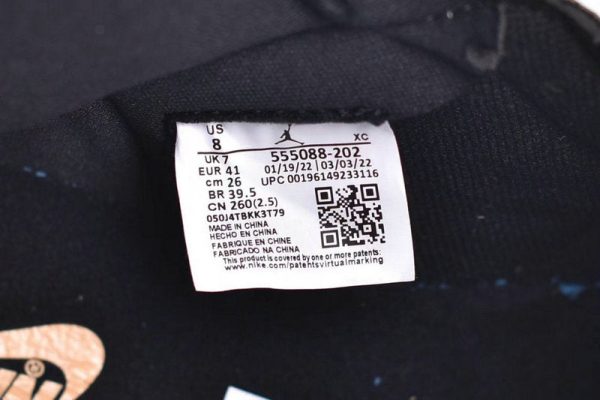 US
8
XC
UK 7
555088-202
EUR 41
01/19/22 03/03/22
cm 26
UPC 00196149233116
BR 39.5
CN 260(2.5)
050J4TBKK3T79
MADE IN CHINA
HECHO EN CHINA
FABRIQUE EN CHINE
FABRICADO NA CHINA
This product is covered by one or more patents:
www.nike.com/patentsvirtualmarking